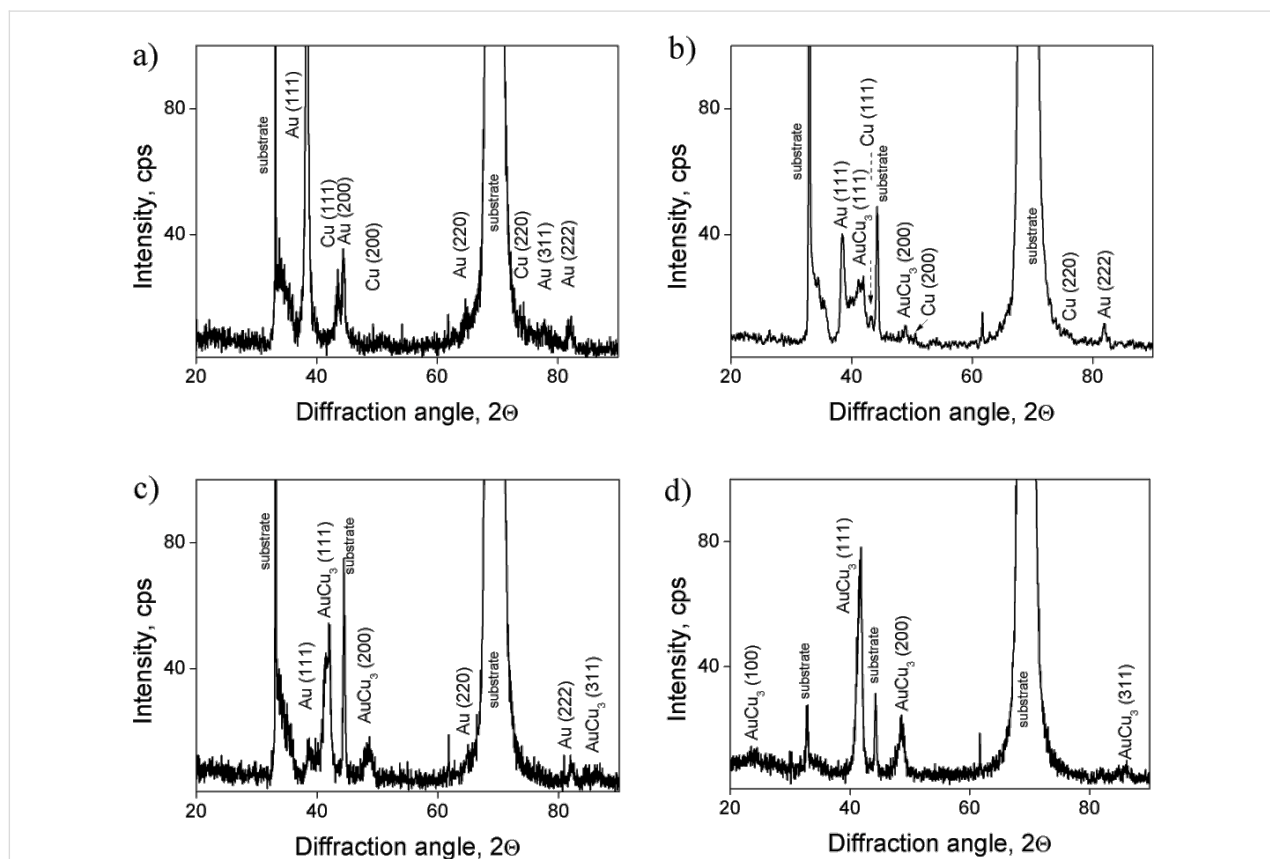 a)
Intensity, cps
80
40
20
40
60
80
Diffraction angle, 2Θ
substrate
Au (111)
Cu (111)
Au (200)
Cu (200)
Au (220)
substrate
Cu (220)
Au (311)
Au (222)
b)
Intensity, cps
80
40
20
40
60
80
Diffraction angle, 2Θ
substrate
Au (111)
AuCu₃ (111)
Cu (111)
substrate
AuCu₃ (200)
Cu (200)
substrate
Cu (220)
Au (222)
c)
Intensity, cps
80
40
20
40
60
80
Diffraction angle, 2Θ
substrate
Au (111)
AuCu₃ (111)
substrate
AuCu₃ (200)
Au (220)
substrate
Au (222)
AuCu₃ (311)
d)
Intensity, cps
80
40
20
40
60
80
Diffraction angle, 2Θ
AuCu₃ (100)
substrate
AuCu₃ (111)
substrate
AuCu₃ (200)
substrate
AuCu₃ (311)